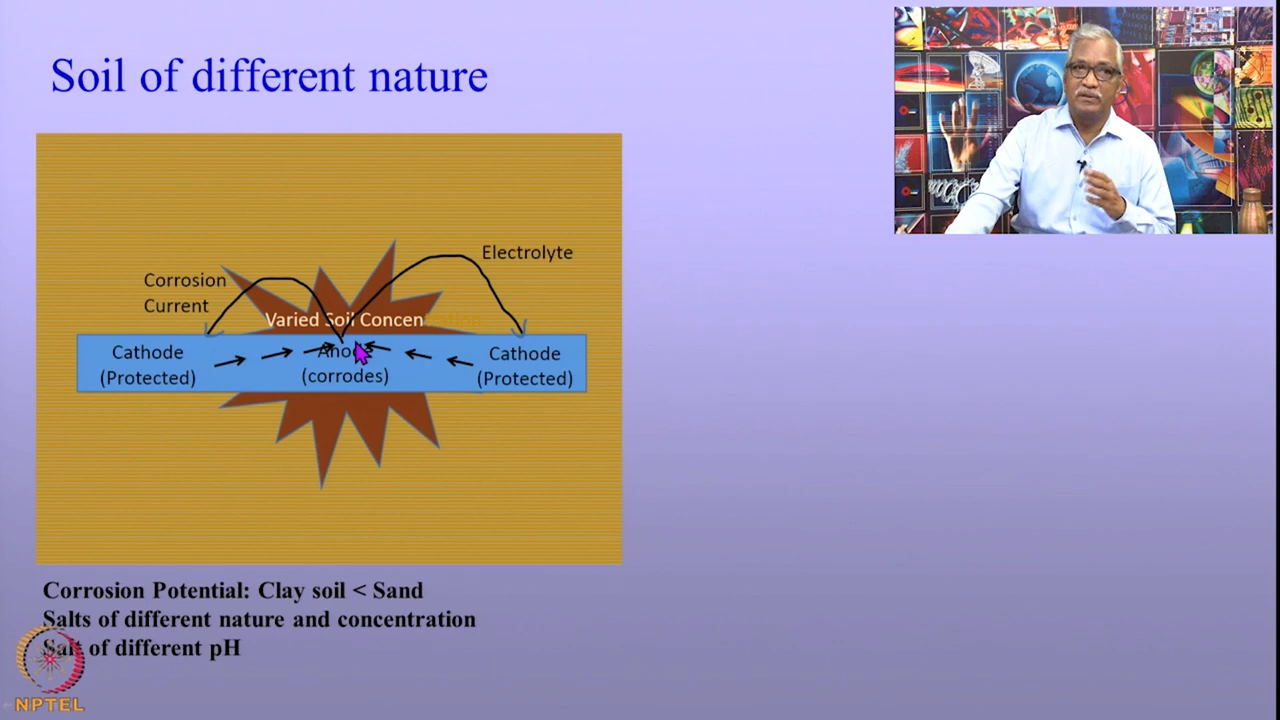 Soil of different nature
Electrolyte
Corrosion
Current
Varied Soil Concentration
Cathode
(Protected)
Anode
(corrodes)
Cathode
(Protected)
Corrosion Potential: Clay soil < Sand
Salts of different nature and concentration
Salt of different pH
NPTEL